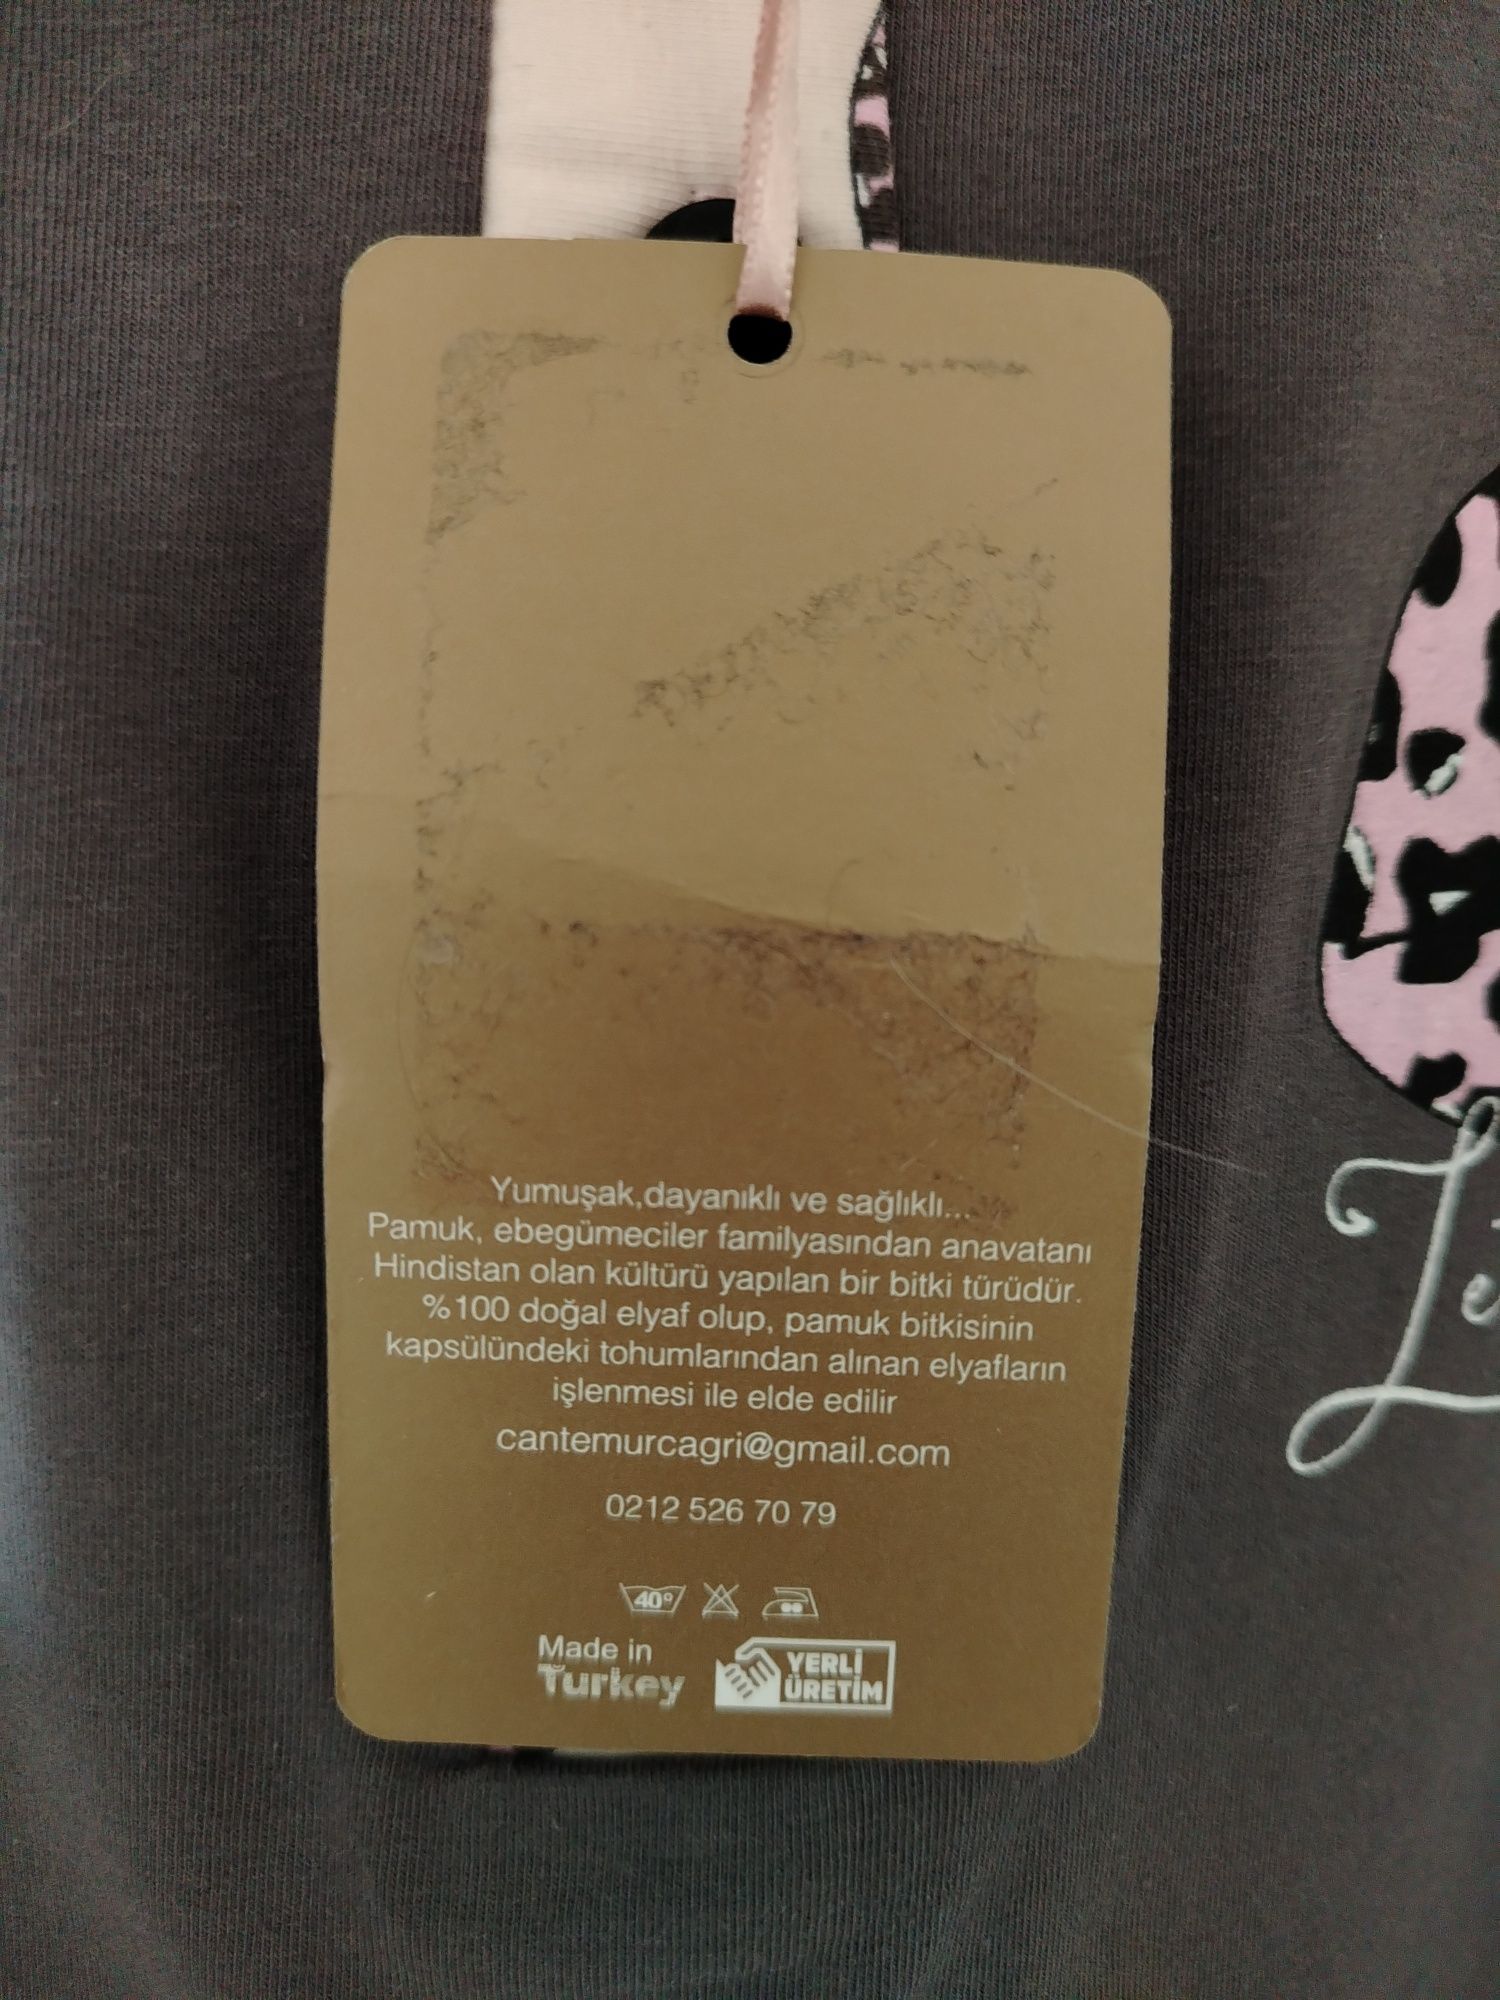 Yumuşak,dayanıklı ve sağlıklı...
Pamuk, ebegümeciler familyasından anavatanı
Hindistan olan kültürü yapılan bir bitki türüdür.
%100 doğal elyaf olup, pamuk bitkisinin
kapsülündeki tohumlarından alınan elyafların
işlenmesi ile elde edilir
cantemurcagri@gmail.com
0212 526 70 79
40°
Made in
Turkey
YERLİ
ÜRETİM